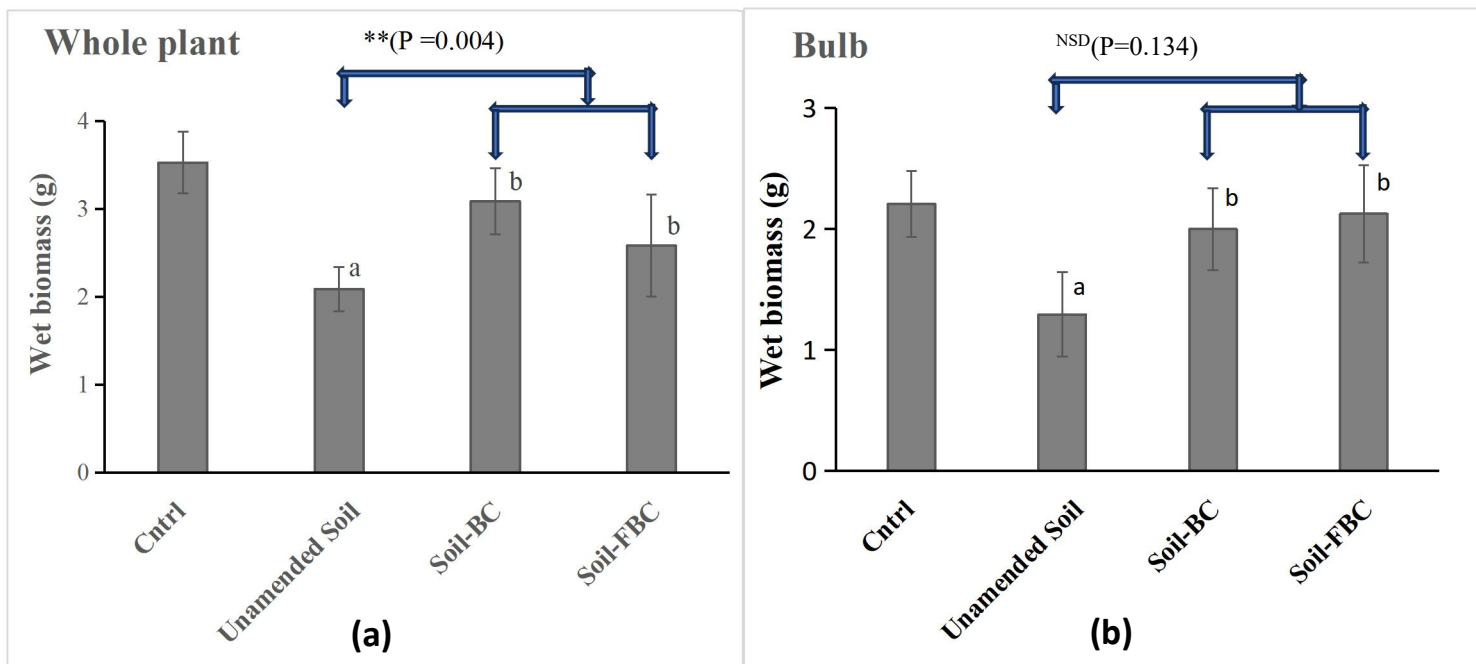 Whole plant
**(P =0.004)
4
3
2
1
0
Wet biomass (g)
a
b
b
Cntrl
Unamended Soil
Soil-BC
Soil-FBC
(a)
Bulb
NSD(P=0.134)
3
2
1
0
Wet biomass (g)
a
b
b
Cntrl
Unamended Soil
Soil-BC
Soil-FBC
(b)